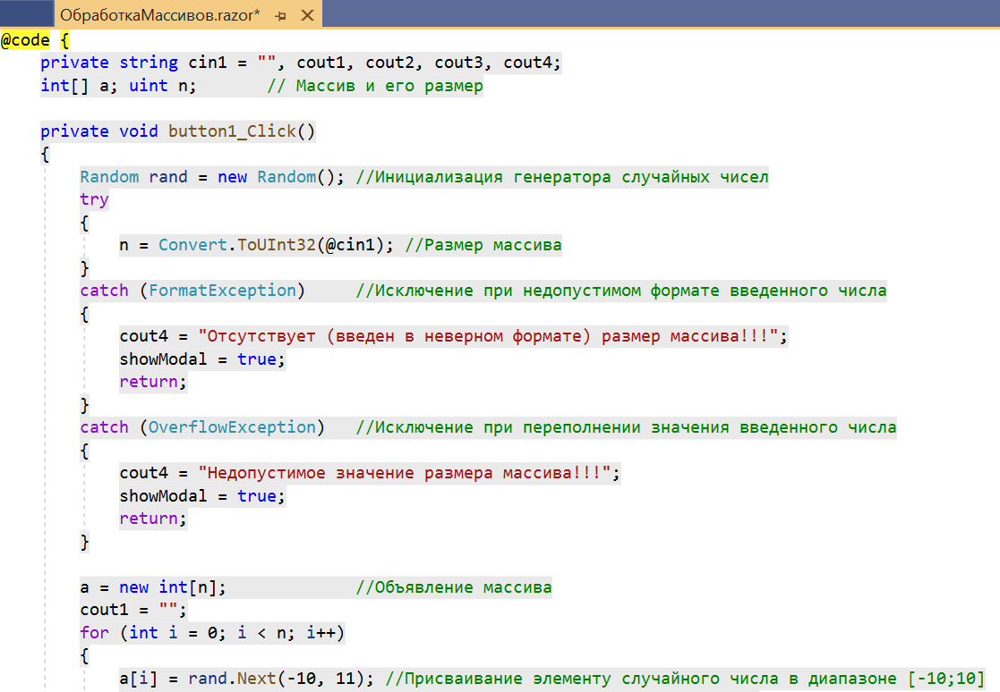 ОбработкаМассивов.razor*
@code {
private string cin1 = "", cout1, cout2, cout3, cout4;
int[] a; uint n; // Массив и его размер
private void button1_Click()
{
Random rand = new Random(); //Инициализация генератора случайных чисел
try
{
n = Convert.ToUInt32(@cin1); //Размер массива
}
catch (FormatException) //Исключение при недопустимом формате введенного числа
{
cout4 = "Отсутствует (введен в неверном формате) размер массива!!!";
showModal = true;
return;
}
catch (OverflowException) //Исключение при переполнении значения введенного числа
{
cout4 = "Недопустимое значение размера массива!!!";
showModal = true;
return;
}
a = new int[n]; //Объявление массива
cout1 = "";
for (int i = 0; i < n; i++)
{
a[i] = rand.Next(-10, 11); //Присваивание элементу случайного числа в диапазоне [-10;10]